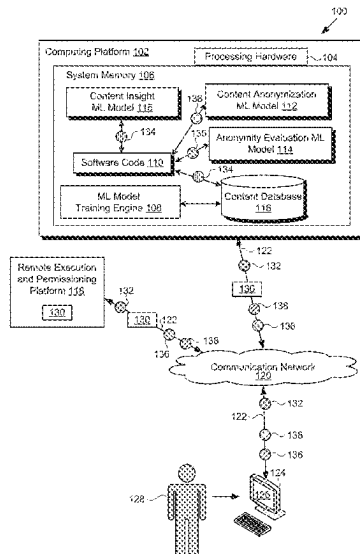 100
Computing Platform 102
Processing Hardware
104
System Memory 106
Content Insight
ML Model 115
138
Content Anonymization
ML Model 112
134
135
Anonymity Evaluation ML
Model 114
Software Code 110
134
ML Model
Training Engine 108
Content Database
116
122
132
Remote Execution
and Permissioning
Platform 118
130
132
136
138
130
122
130
136
138
Communication Network
120
132
122
138
136
124
126
128